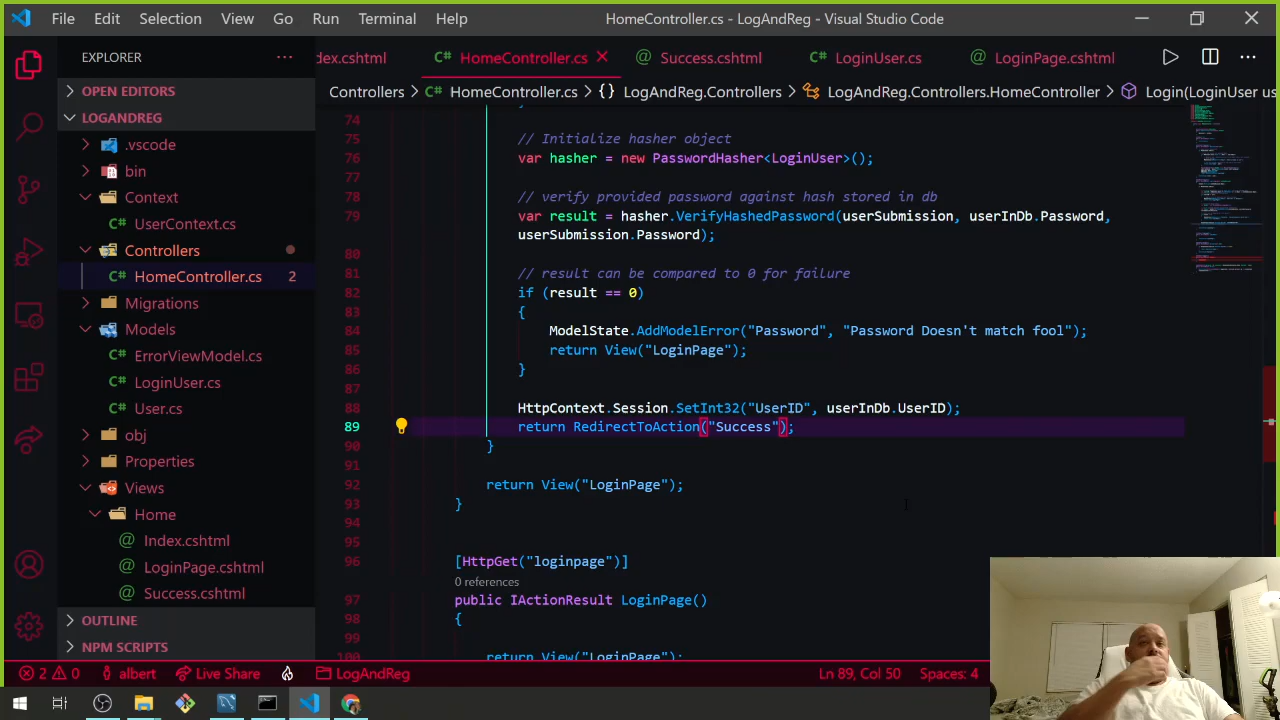 File Edit Selection View Go Run Terminal Help HomeController.cs - LogAndReg - Visual Studio Code
EXPLORER
dex.cshtml C# HomeController.cs @ Success.cshtml C# LoginUser.cs @ LoginPage.cshtml
OPEN EDITORS
Controllers > C# HomeController.cs > {} LogAndReg.Controllers > LogAndReg.Controllers.HomeController > Login(LoginUser us
LOGANDREG
.vscode
bin
Context
C# UserContext.cs
Controllers
C# HomeController.cs 2
Migrations
Models
C# ErrorViewModel.cs
C# LoginUser.cs
C# User.cs
obj
Properties
Views
Home
@ Index.cshtml
@ LoginPage.cshtml
@ Success.cshtml
OUTLINE
NPM SCRIPTS
74
75 // Initialize hasher object
76 var hasher = new PasswordHasher<LoginUser>();
77
78 // verify provided password against hash stored in db
79 var result = hasher.VerifyHashedPassword(userSubmission, userInDb.Password,
userSubmission.Password);
80
81 // result can be compared to 0 for failure
82 if (result == 0)
83 {
84 ModelState.AddModelError("Password", "Password Doesn't match fool");
85 return View("LoginPage");
86 }
87
88 HttpContext.Session.SetInt32("UserID", userInDb.UserID);
89 return RedirectToAction("Success");
90 }
91
92 return View("LoginPage");
93 }
94
95
96 [HttpGet("loginpage")]
0 references
97 public IActionResult LoginPage()
98 {
99
100 return View("LoginPage");
2 0 albert Live Share LogAndReg Ln 89, Col 50 Spaces: 4